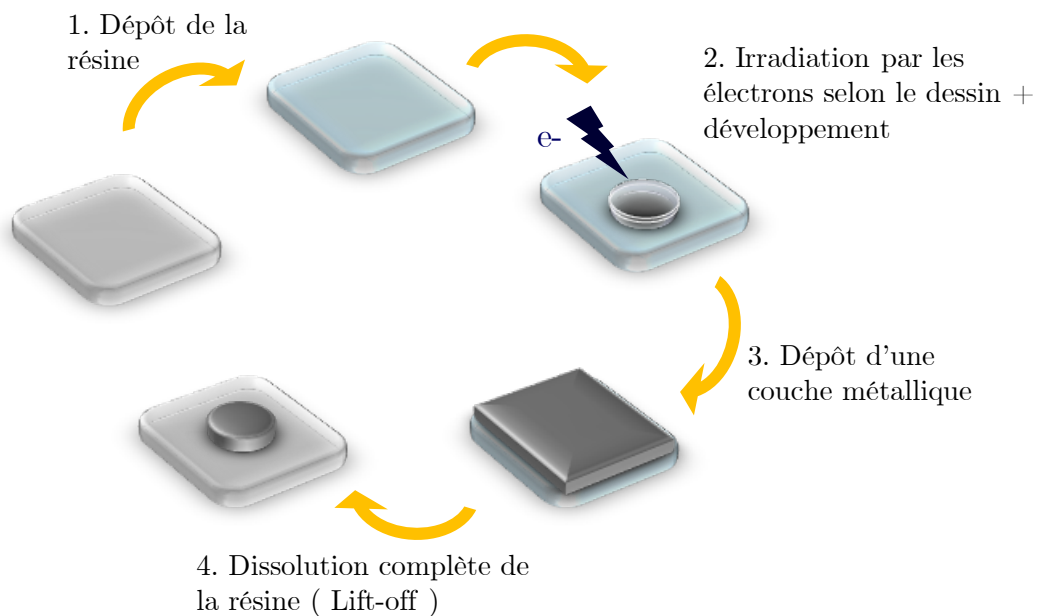 1. Dépôt de la
résine
2. Irradiation par les
électrons selon le dessin +
développement
e-
3. Dépôt d'une
couche métallique
4. Dissolution complète de
la résine ( Lift-off )